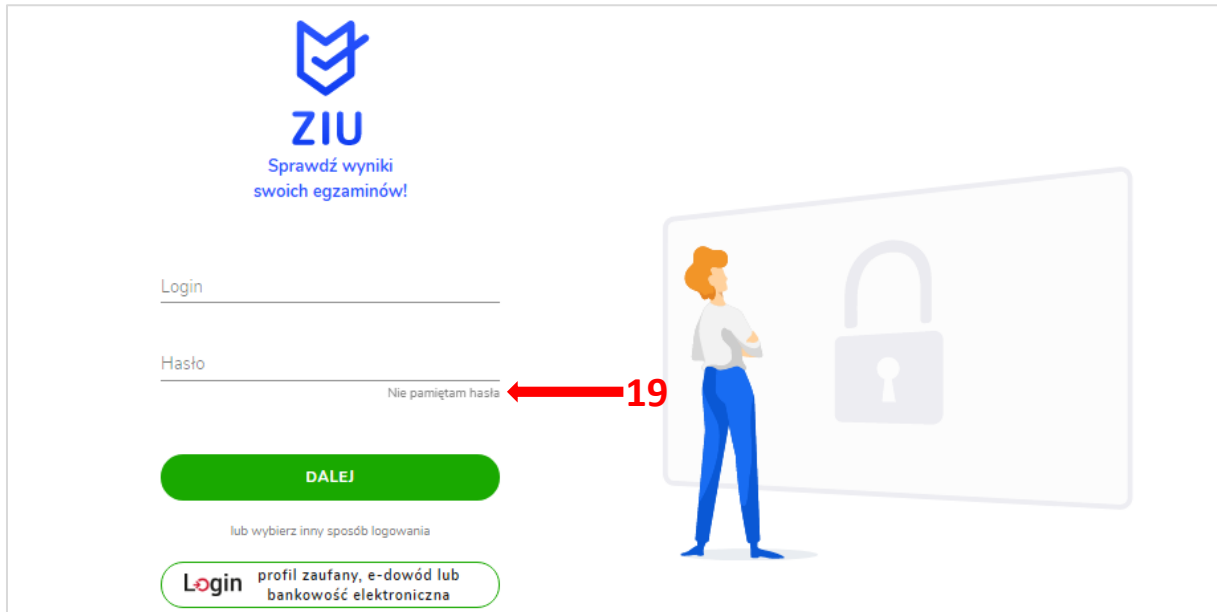 ZIU
Sprawdź wyniki
swoich egzaminów!
Login
Hasło
Nie pamiętam hasła
19
DALEJ
lub wybierz inny sposób logowania
Login profil zaufany, e-dowód lub
bankowość elektroniczna